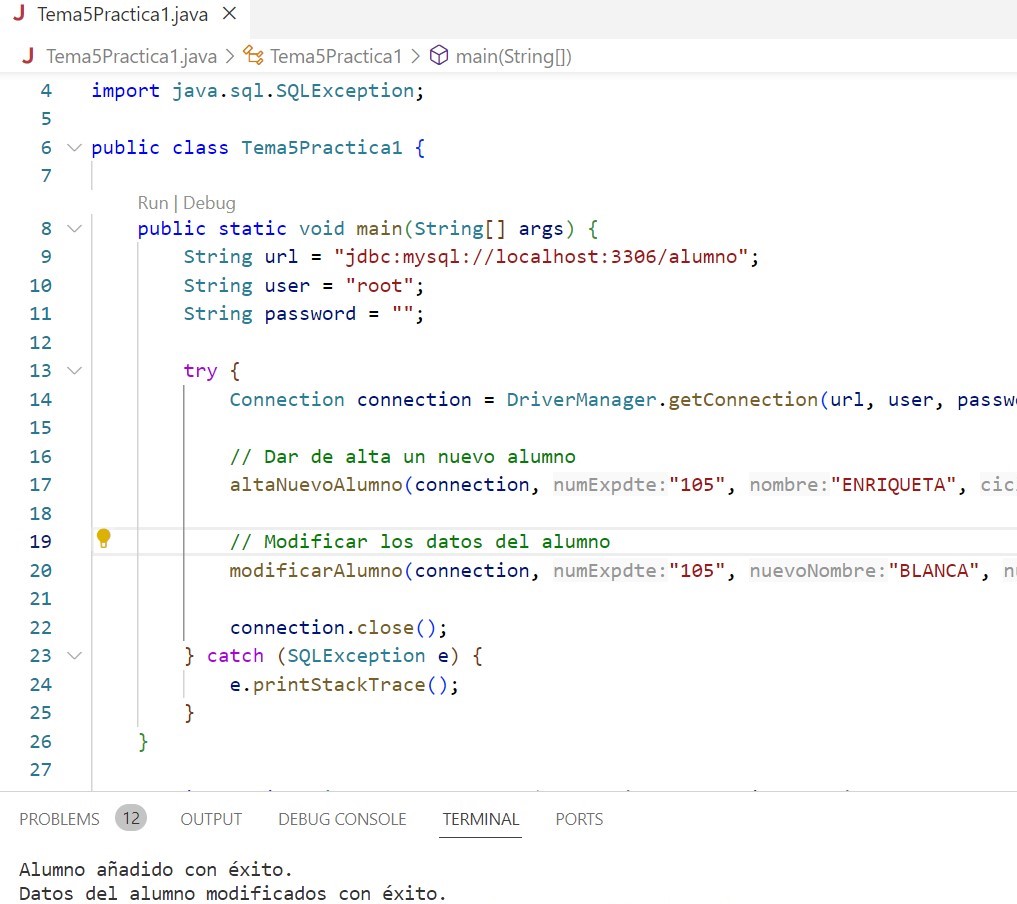 Tema5Practica1.java
Tema5Practica1.java > Tema5Practica1 > main(String[])
4 import java.sql.SQLException;
5
6 public class Tema5Practica1 {
7
Run | Debug
8 public static void main(String[] args) {
9 String url = "jdbc:mysql://localhost:3306/alumno";
10 String user = "root";
11 String password = "";
12
13 try {
14 Connection connection = DriverManager.getConnection(url, user, passw
15
16 // Dar de alta un nuevo alumno
17 altaNuevoAlumno(connection, numExpdte:"105", nombre:"ENRIQUETA", cic
18
19 // Modificar los datos del alumno
20 modificarAlumno(connection, numExpdte:"105", nuevoNombre:"BLANCA", n
21
22 connection.close();
23 } catch (SQLException e) {
24 e.printStackTrace();
25 }
26 }
27
PROBLEMS 12 OUTPUT DEBUG CONSOLE TERMINAL PORTS
Alumno añadido con éxito.
Datos del alumno modificados con éxito.